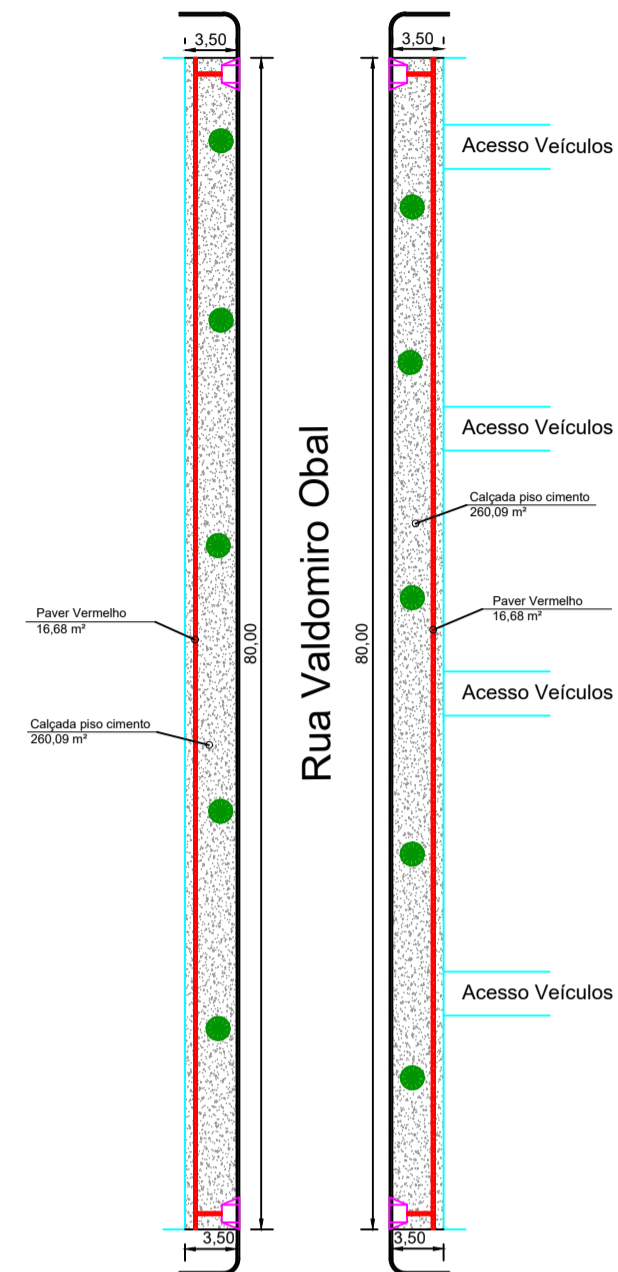 3,50
3,50
Acesso Veículos
Acesso Veículos
Calçada piso cimento
260,09 m²
Paver Vermelho
16,68 m²
Paver Vermelho
16,68 m²
80,00
Rua Valdomiro Obal
80,00
Acesso Veículos
Calçada piso cimento
260,09 m²
Acesso Veículos
3,50
3,50